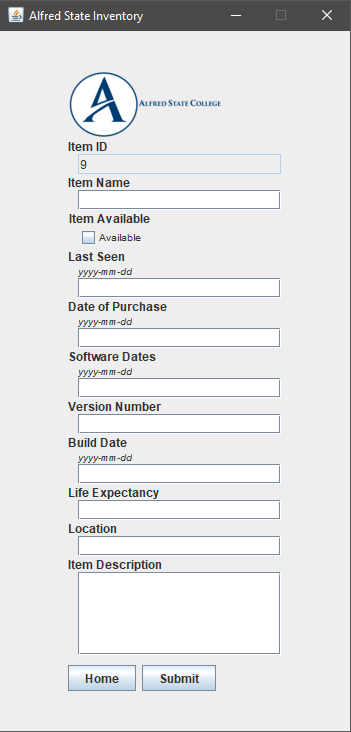 Alfred State Inventory
ALFRED STATE COLLEGE
Item ID
9
Item Name
Item Available
Available
Last Seen
yyyy-mm-dd
Date of Purchase
yyyy-mm-dd
Software Dates
yyyy-mm-dd
Version Number
Build Date
yyyy-mm-dd
Life Expectancy
Location
Item Description
Home Submit